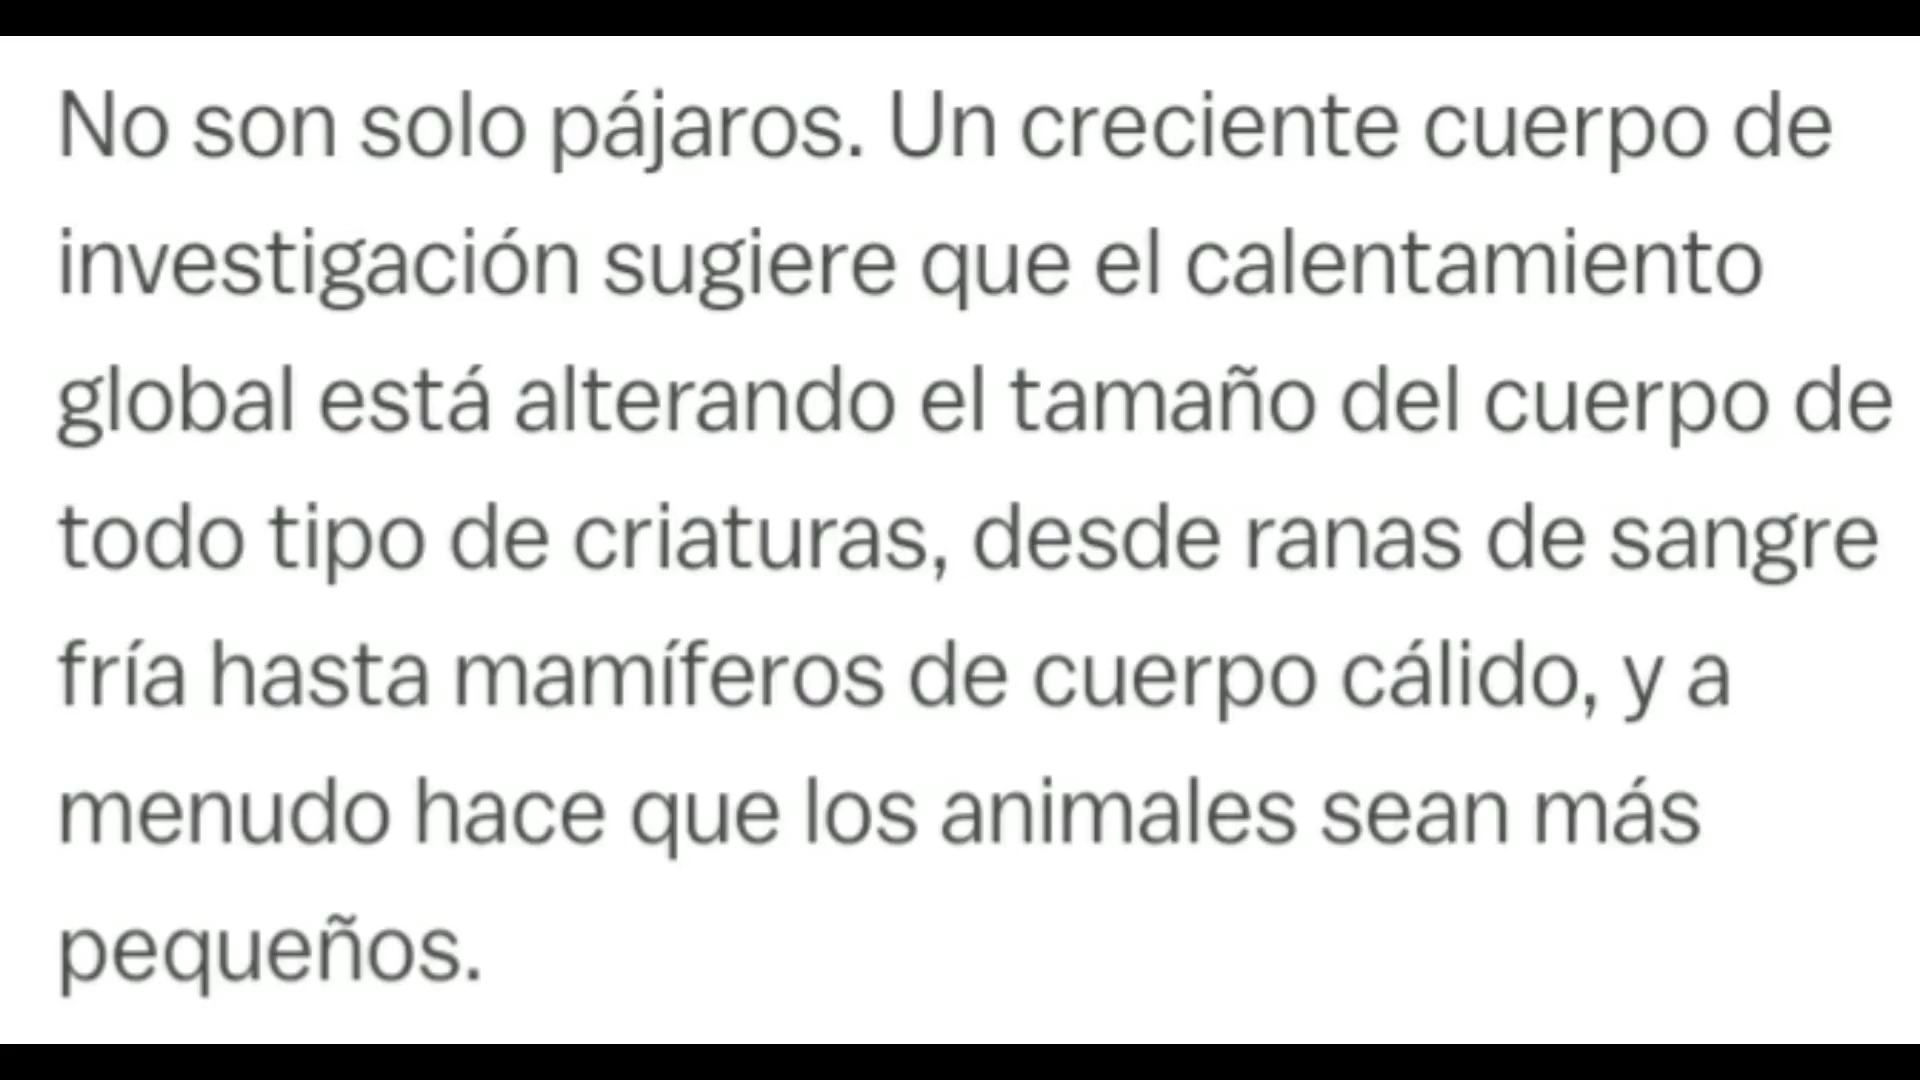 No son solo pájaros. Un creciente cuerpo de
investigación sugiere que el calentamiento
global está alterando el tamaño del cuerpo de
todo tipo de criaturas, desde ranas de sangre
fría hasta mamíferos de cuerpo cálido, y a
menudo hace que los animales sean más
pequeños.